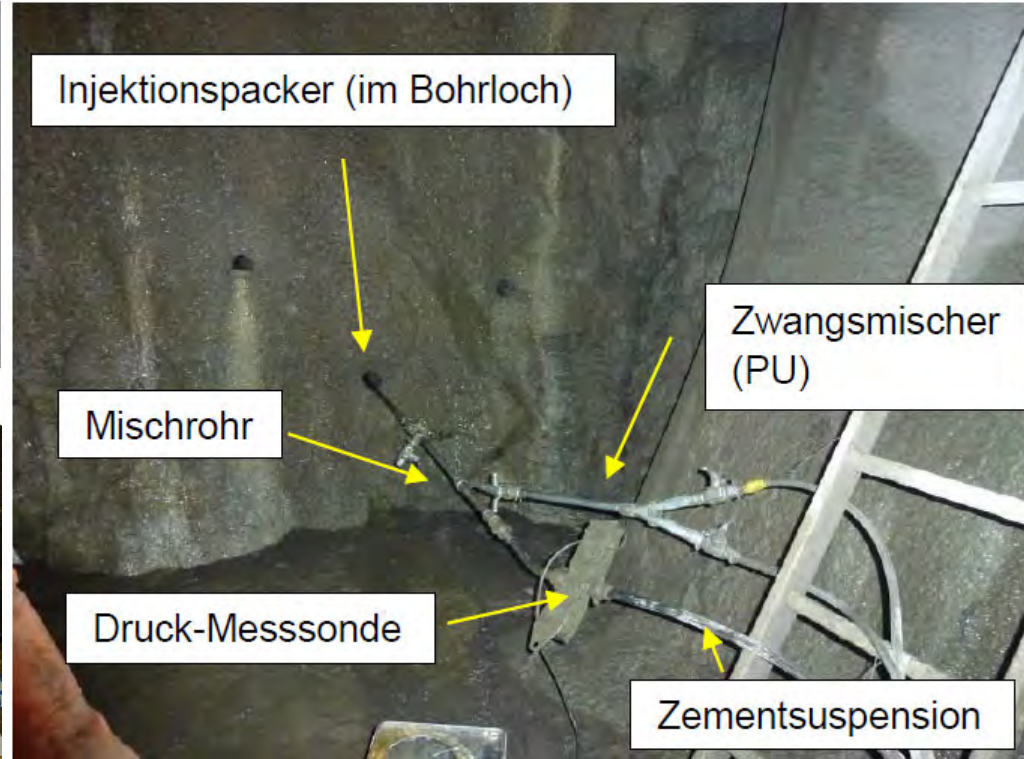 Injektionspacker (im Bohrloch)
Zwangsmischer
(PU)
Mischrohr
Druck-Messsonde
Zementsuspension